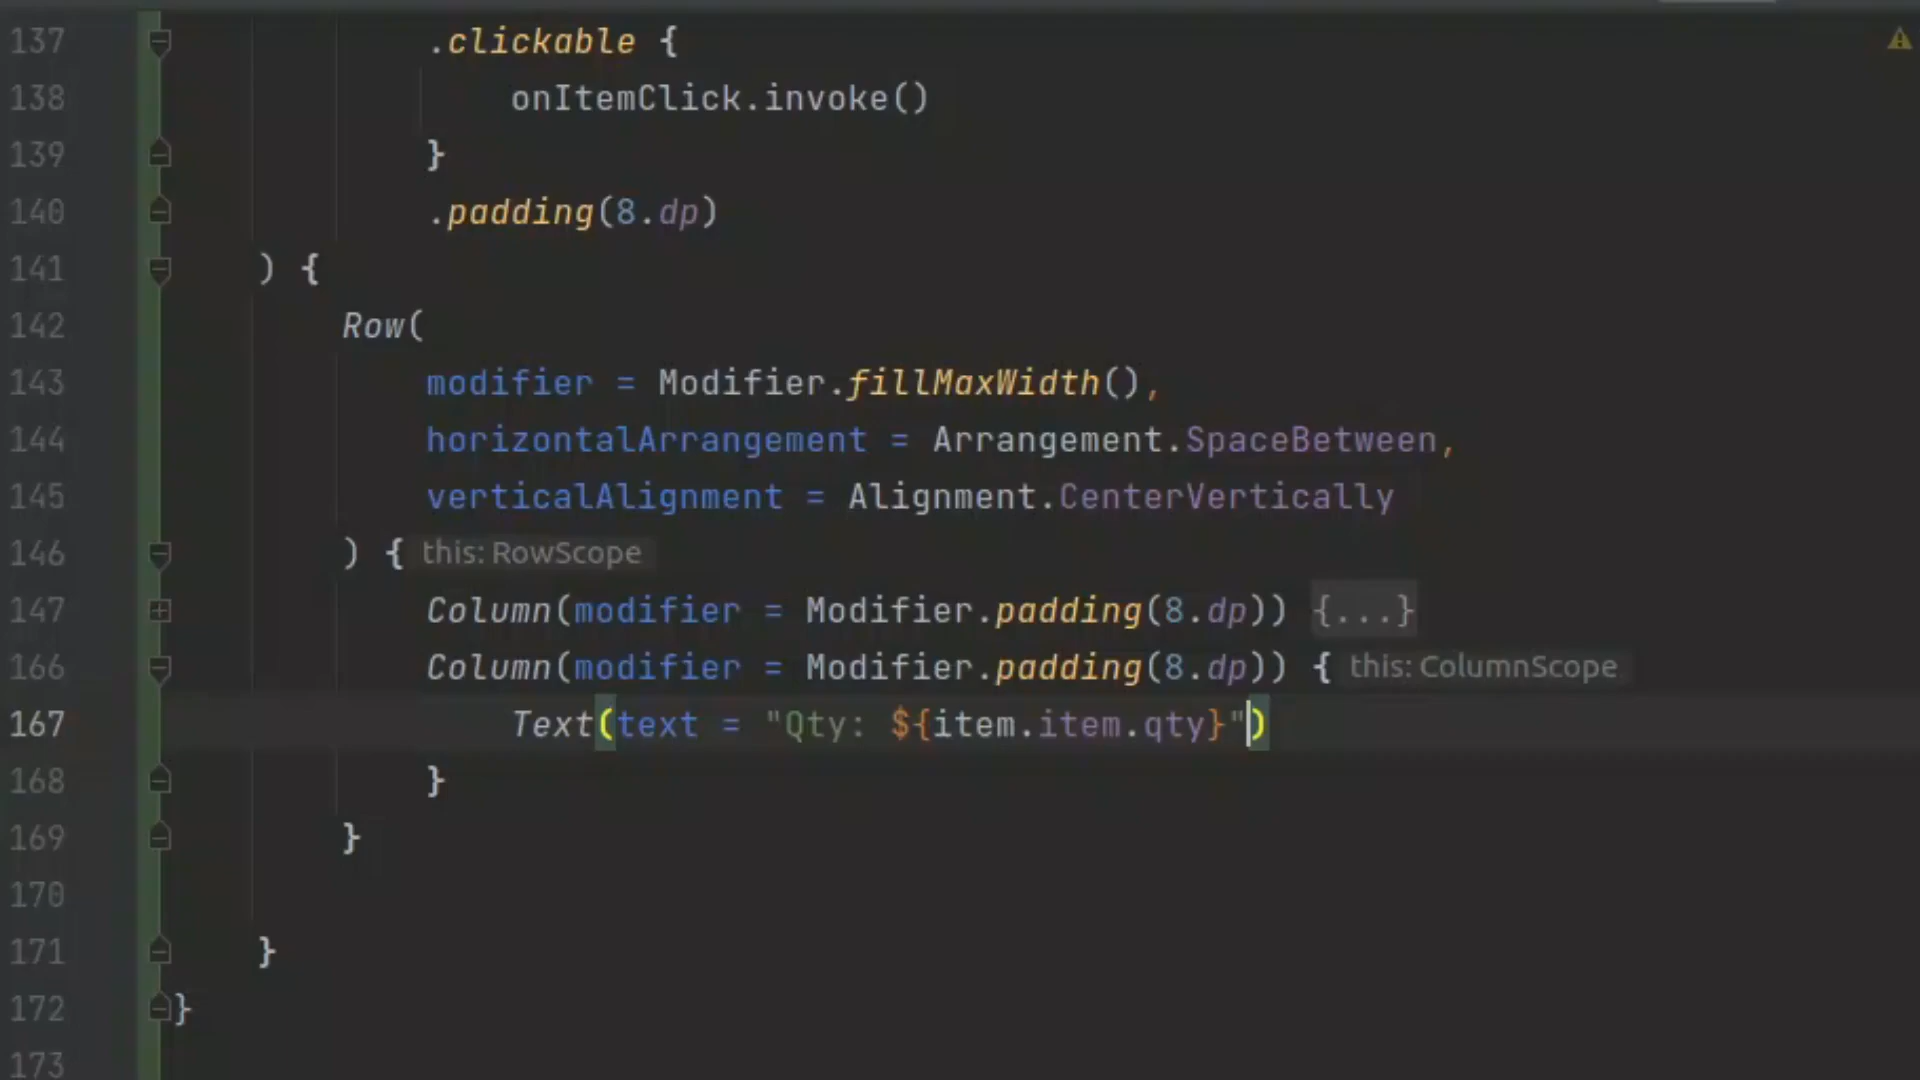 137 .clickable {
138 onItemClick.invoke()
139 }
140 .padding(8.dp)
141 ) {
142 Row(
143 modifier = Modifier.fillMaxWidth(),
144 horizontalArrangement = Arrangement.SpaceBetween,
145 verticalAlignment = Alignment.CenterVertically
146 ) { this: RowScope
147 Column(modifier = Modifier.padding(8.dp)) {...}
166 Column(modifier = Modifier.padding(8.dp)) { this: ColumnScope
167 Text(text = "Qty: ${item.item.qty}")
168 }
169 }
170
171 }
172 }
173